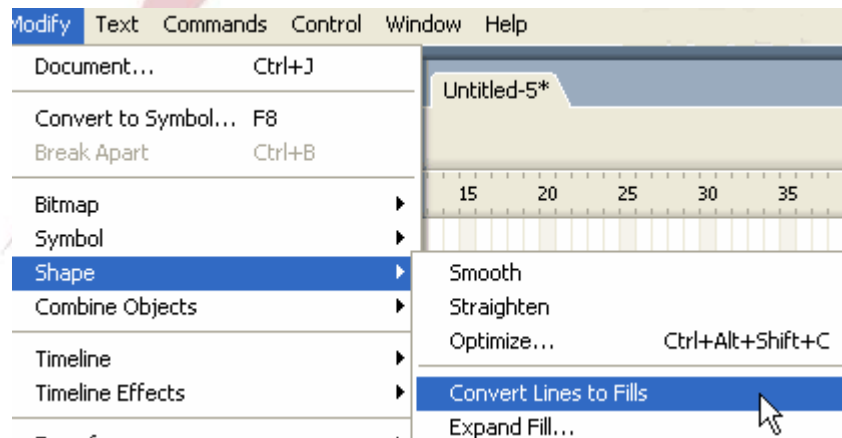 Modify Text Commands Control Window Help
Document... Ctrl+J
Untitled-5*
Convert to Symbol... F8
Break Apart Ctrl+B
15 20 25 30 35
Bitmap
Symbol
Shape
Combine Objects
Timeline
Timeline Effects
Smooth
Straighten
Optimize... Ctrl+Alt+Shift+C
Convert Lines to Fills
Expand Fill...